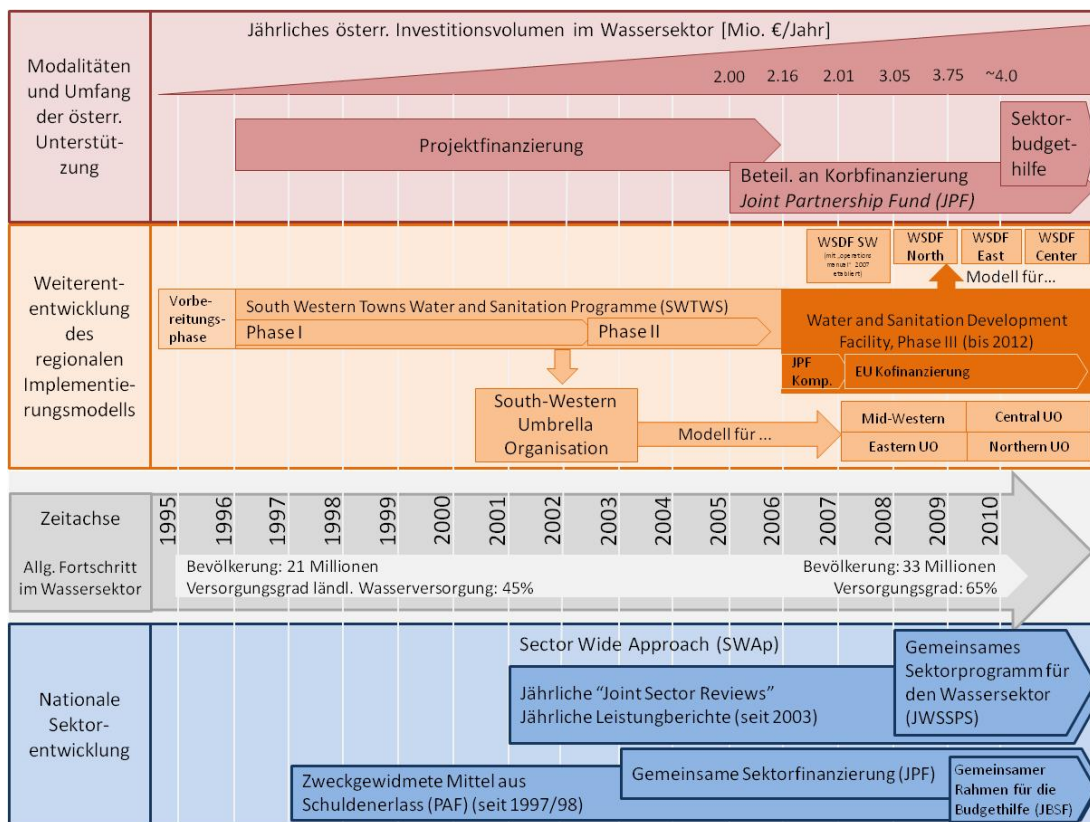 Modalitäten
und Umfang
der österr.
Unterstüt-
zung
Jährliches österr. Investitionsvolumen im Wassersektor [Mio. €/Jahr]
2.00 2.16 2.01 3.05 3.75 ~4.0
Projektfinanzierung
Sektor-
budget-
hilfe
Beteil. an Korbfinanzierung
Joint Partnership Fund (JPF)
Weiterent-
entwicklung
des
regionalen
Implementie-
rungsmodells
WSDF SW
(mit „operations
manual“ 2007
etabliert)
WSDF
North
WSDF
East
WSDF
Center
Modell für...
Vorbe-
reitungs-
phase
South Western Towns Water and Sanitation Programme (SWTWS)
Phase I
Phase II
Water and Sanitation Development
Facility, Phase III (bis 2012)
JPF
Komp.
EU Kofinanzierung
South-Western
Umbrella
Organisation
Modell für ...
Mid-Western
Central UO
Eastern UO
Northern UO
Zeitachse
1995 1996 1997 1998 1999 2000 2001 2002 2003 2004 2005 2006 2007 2008 2009 2010
Allg. Fortschritt
im Wassersektor
Bevölkerung: 21 Millionen
Versorgungsgrad ländl. Wasserversorgung: 45%
Bevölkerung: 33 Millionen
Versorgungsgrad: 65%
Nationale
Sektor-
entwicklung
Sector Wide Approach (SWAp)
Jährliche “Joint Sector Reviews”
Jährliche Leistungberichte (seit 2003)
Gemeinsames
Sektorprogramm für
den Wassersektor
(JWSSPS)
Zweckgewidmete Mittel aus
Schuldenerlass (PAF) (seit 1997/98)
Gemeinsame Sektorfinanzierung (JPF)
Gemeinsamer
Rahmen für die
Budgethilfe (JBSF)